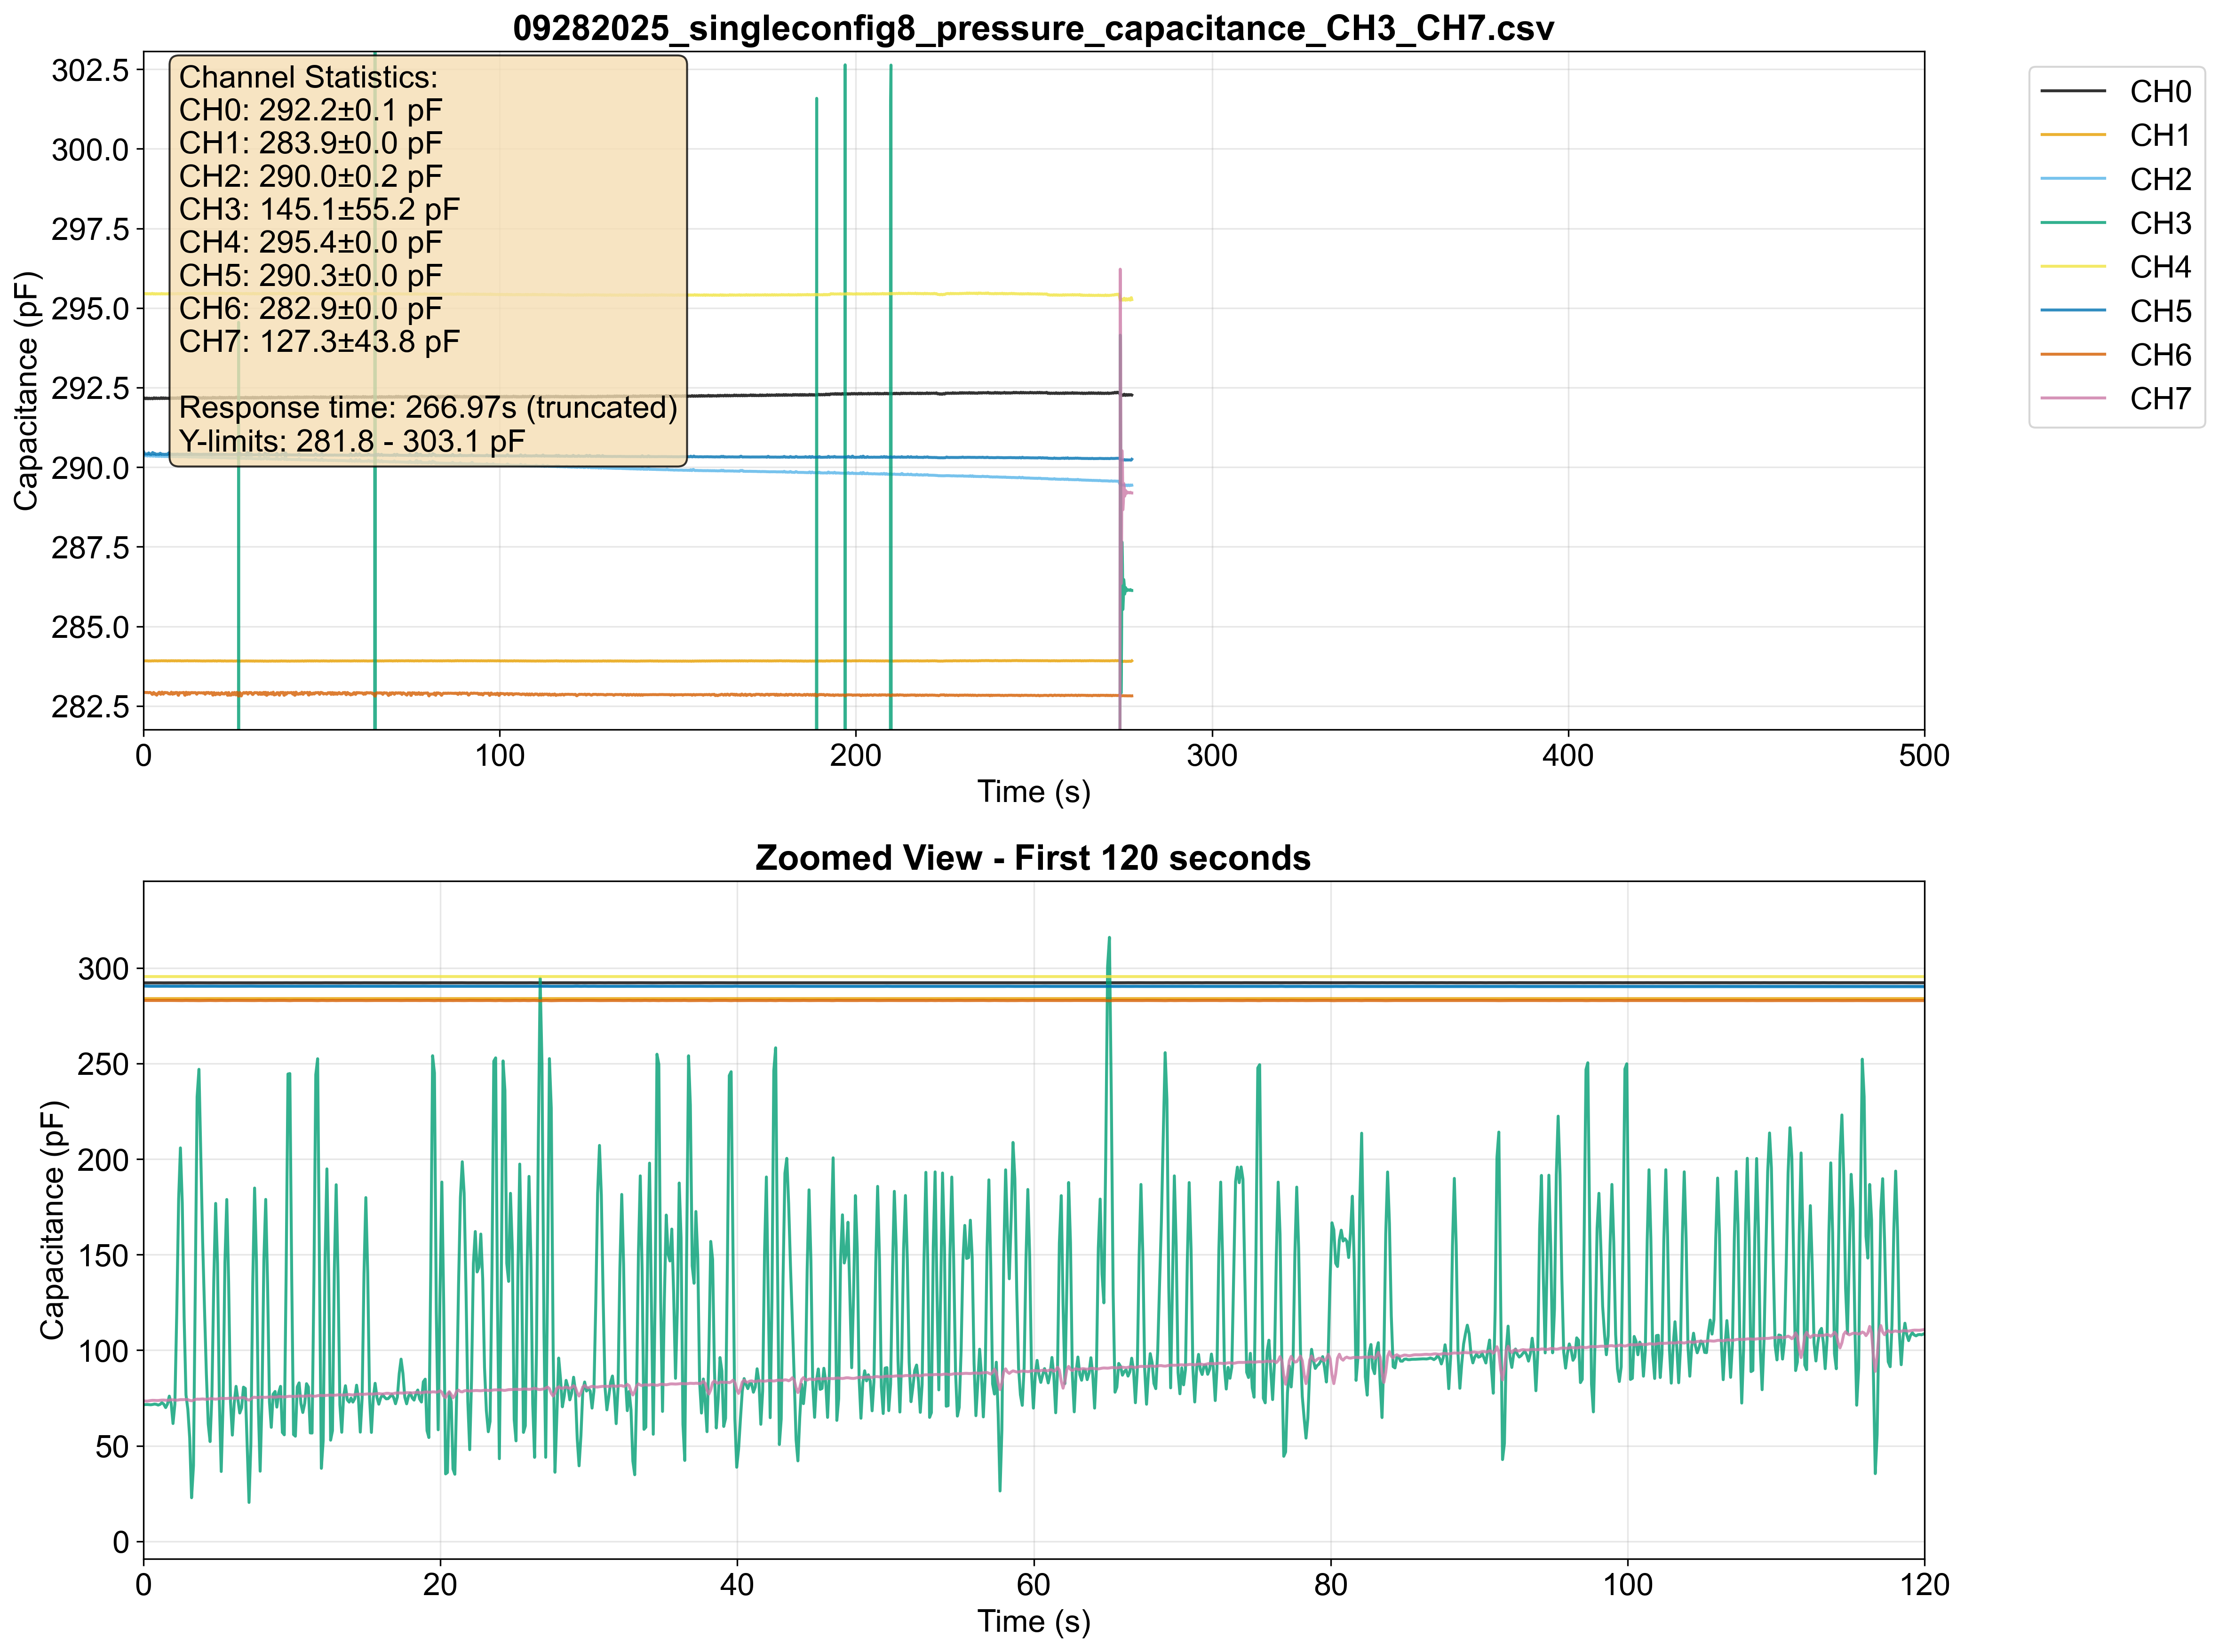 09282025_singleconfig8_pressure_capacitance_CH3_CH7.csv
Channel Statistics:
CH0: 292.2±0.1 pF
CH1: 283.9±0.0 pF
CH2: 290.0±0.2 pF
CH3: 145.1±55.2 pF
CH4: 295.4±0.0 pF
CH5: 290.3±0.0 pF
CH6: 282.9±0.0 pF
CH7: 127.3±43.8 pF
Response time: 266.97s (truncated)
Y-limits: 281.8 - 303.1 pF
Capacitance (pF)
302.5
300.0
297.5
295.0
292.5
290.0
287.5
285.0
282.5
0
100
200
300
400
500
Time (s)
CH0
CH1
CH2
CH3
CH4
CH5
CH6
CH7
Zoomed View - First 120 seconds
Capacitance (pF)
300
250
200
150
100
50
0
0
20
40
60
80
100
120
Time (s)